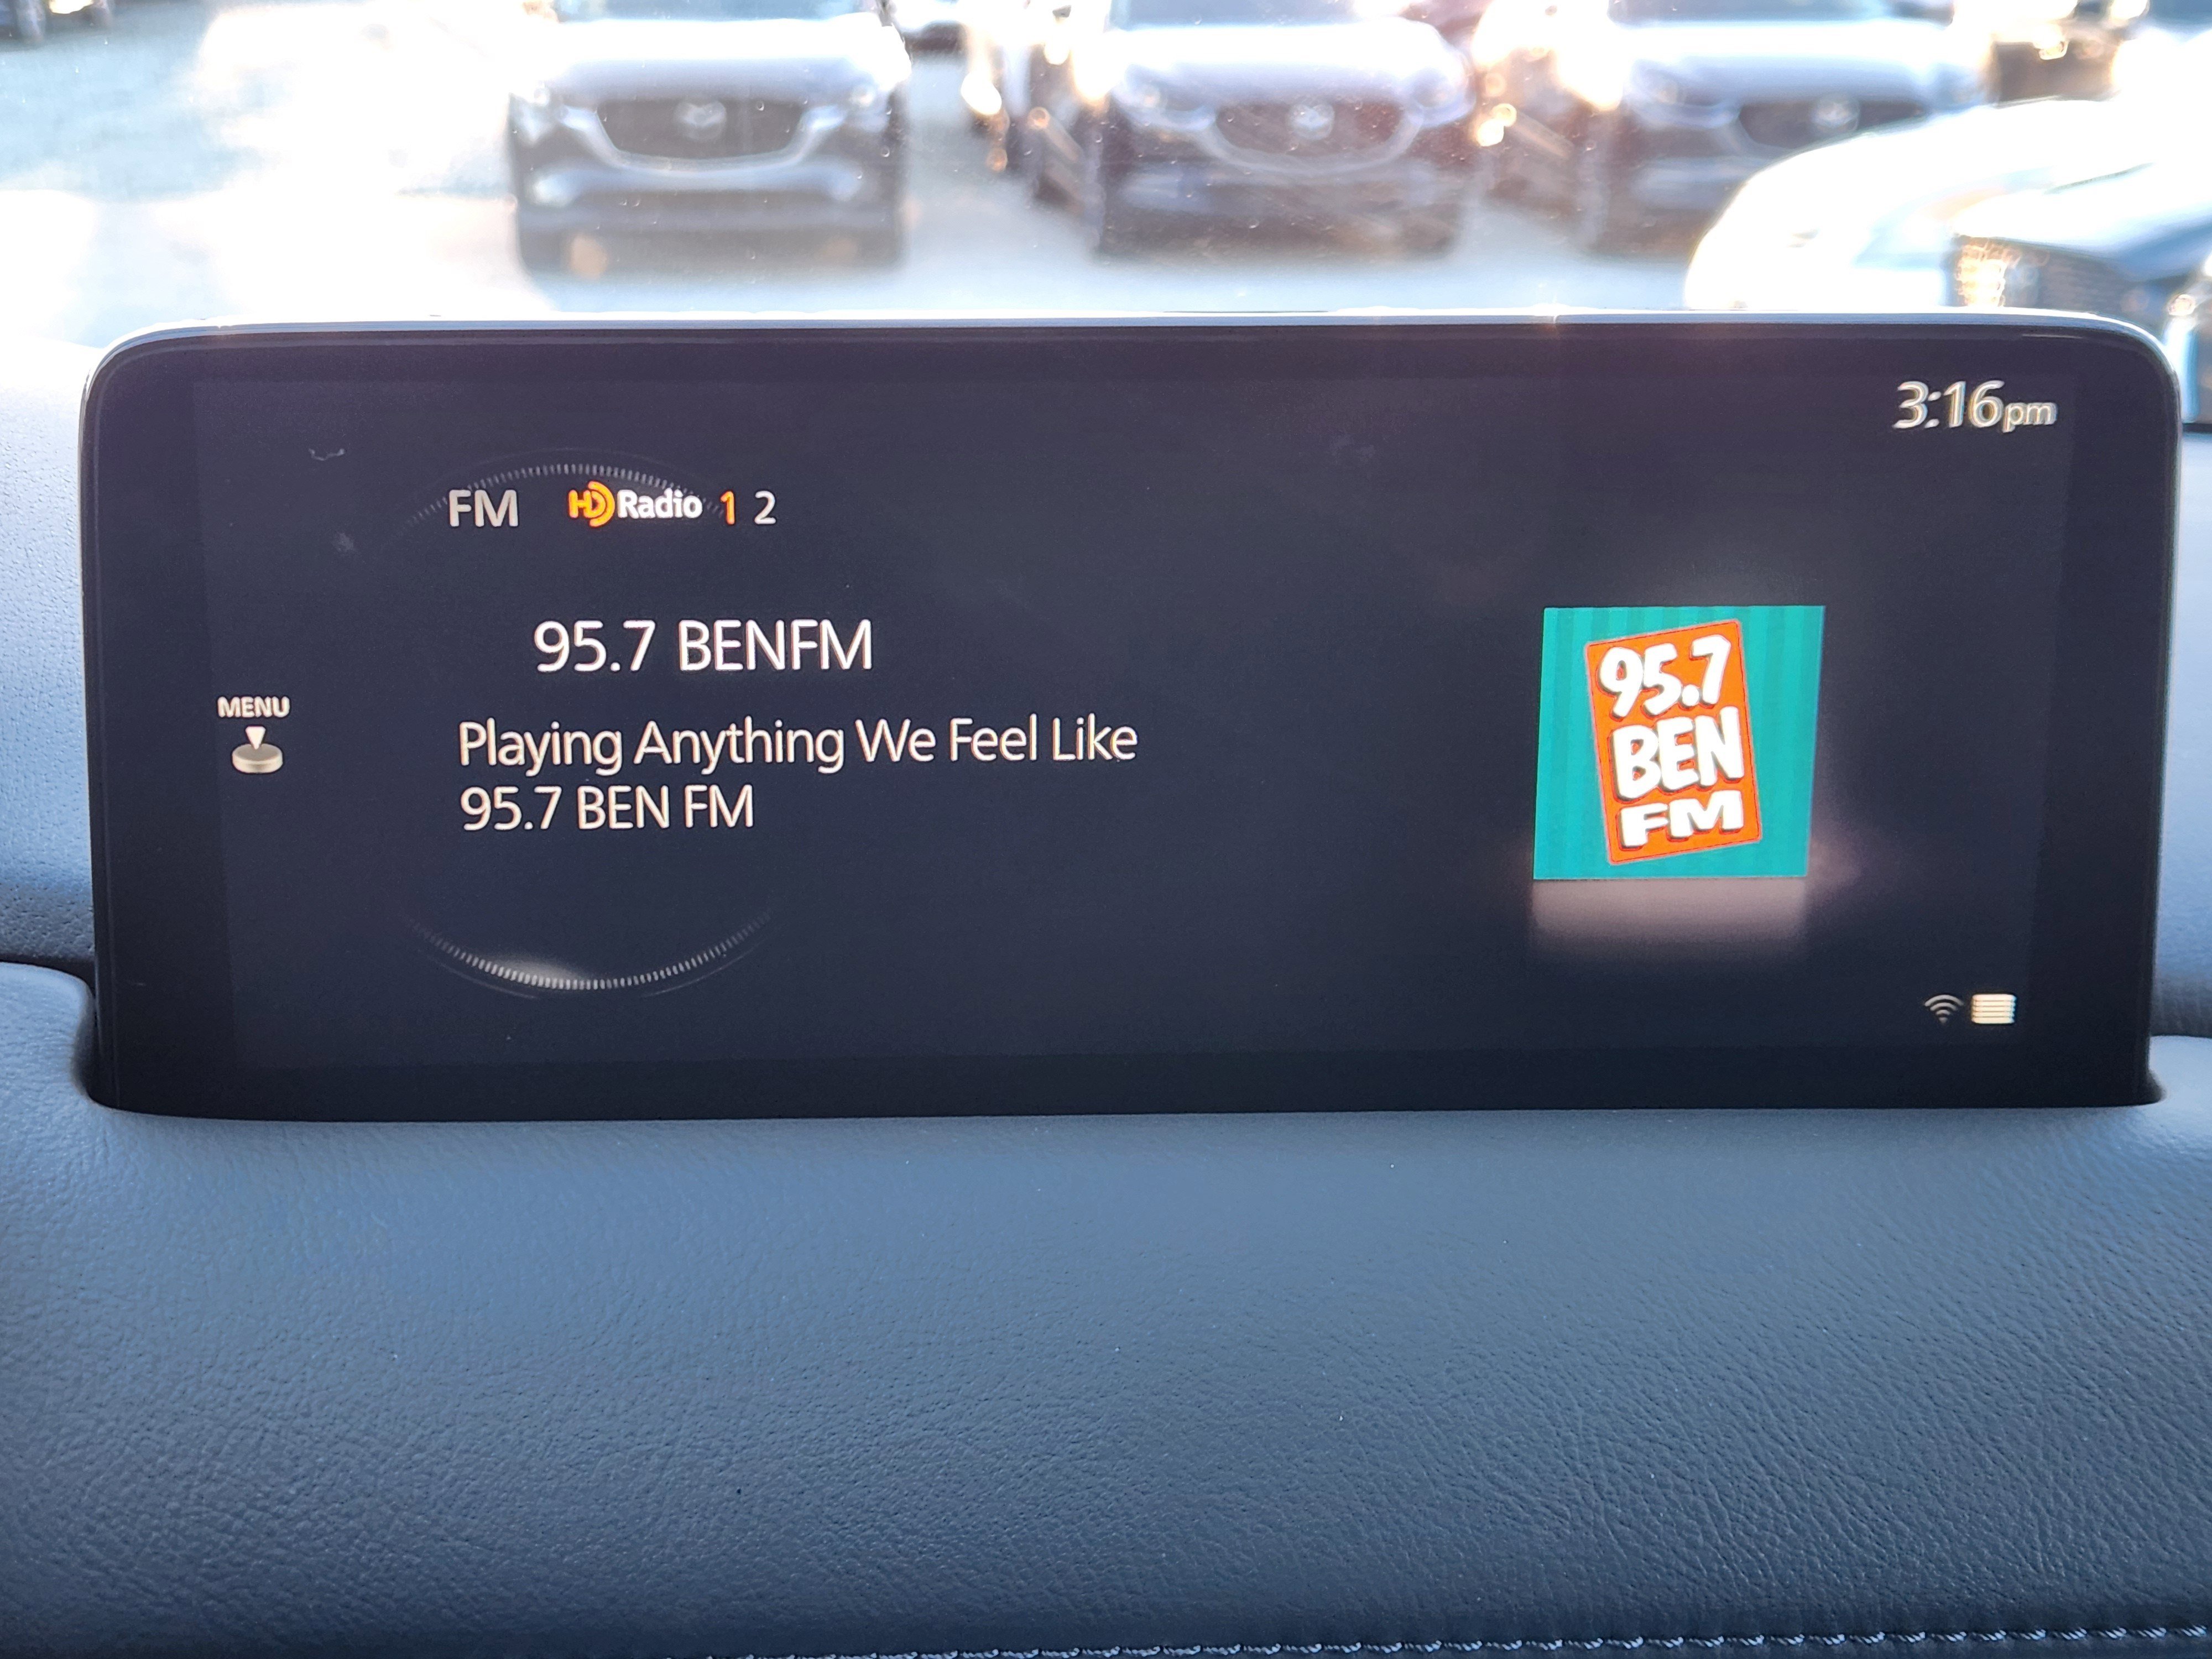 3:16pm
FM HD Radio 1 2
95.7 BENFM
MENU
Playing Anything We Feel Like
95.7 BEN FM
95.7
BEN
FM